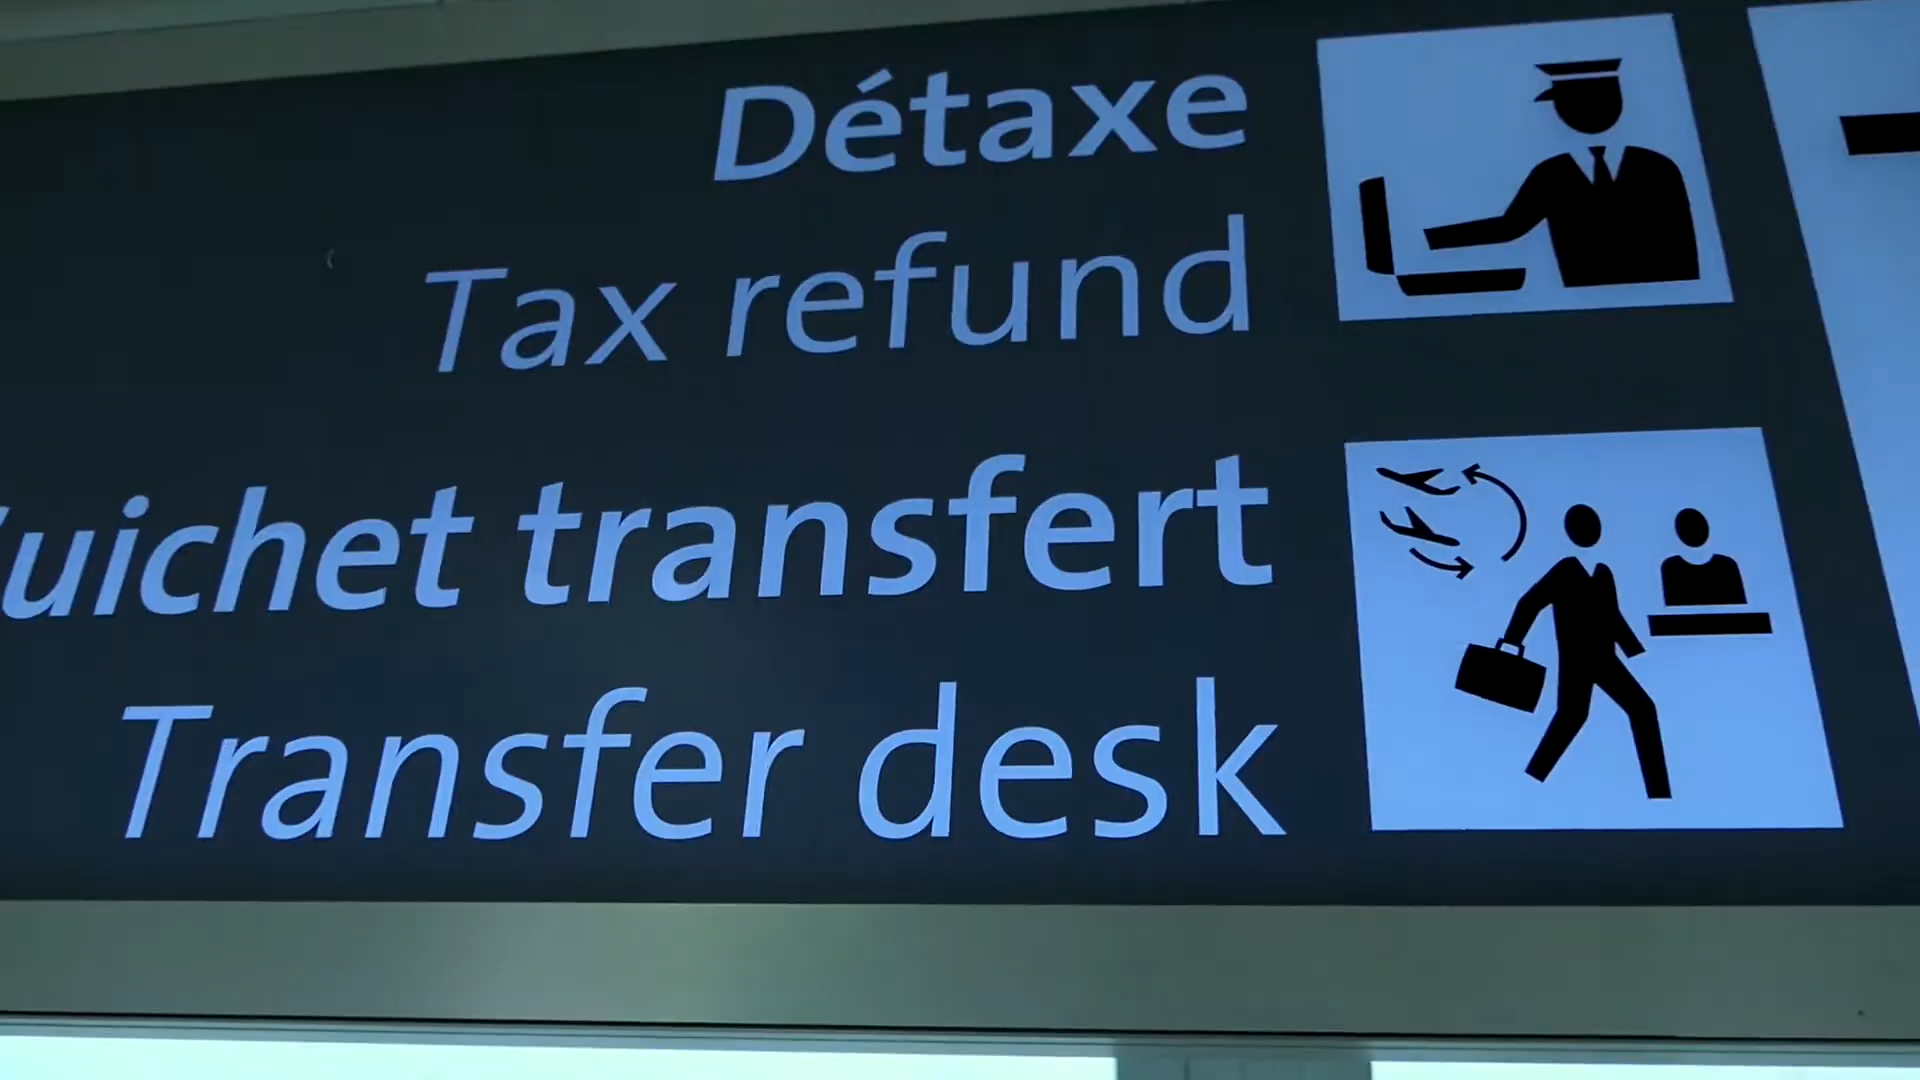 Détaxe
Tax refund
uichet transfert
Transfer desk